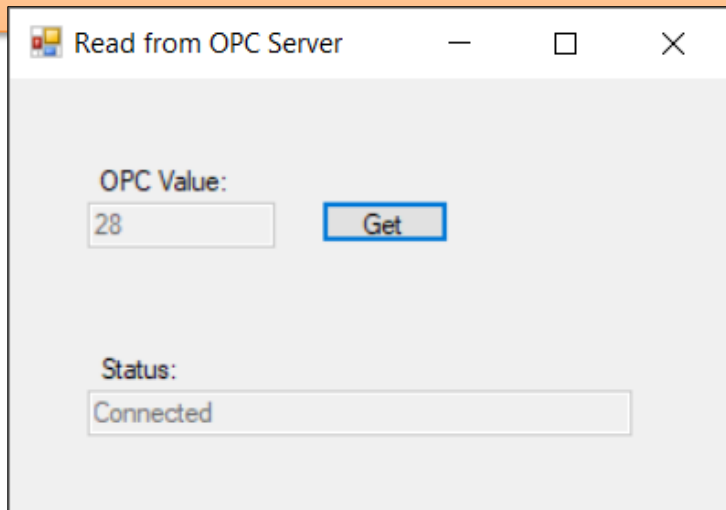 Read from OPC Server
OPC Value:
28
Get
Status:
Connected